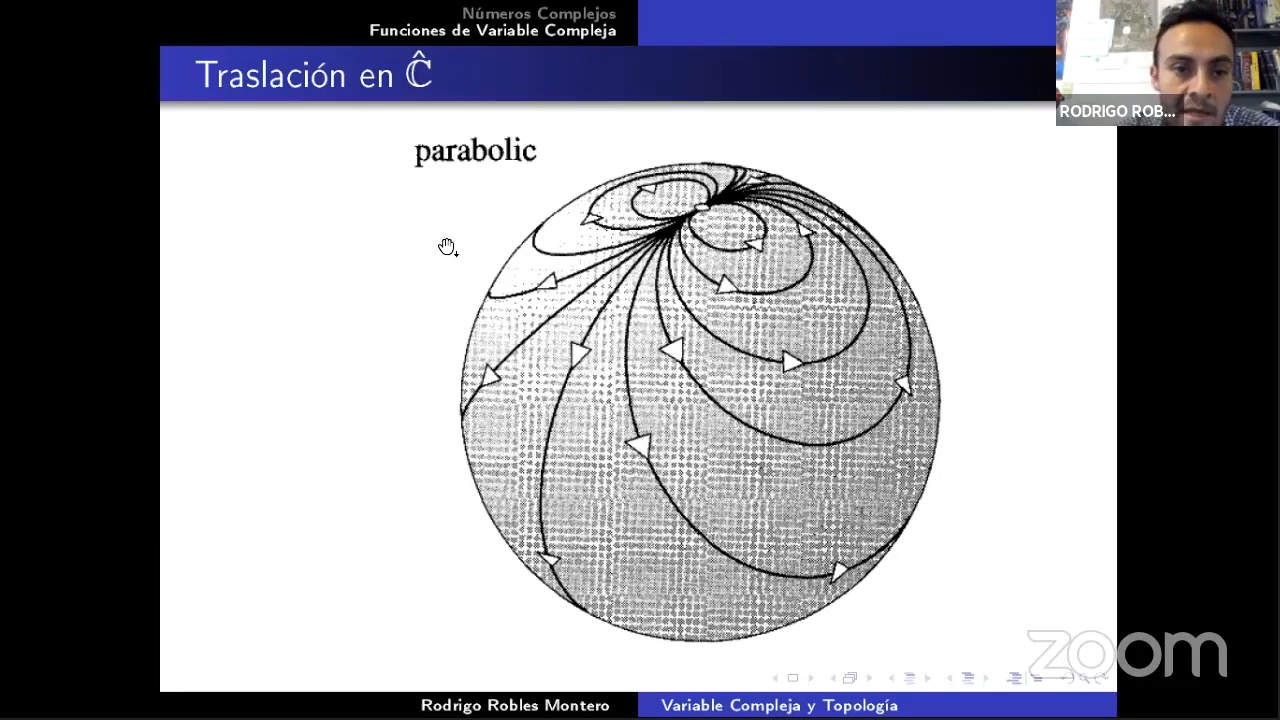 Números Complejos
Funciones de Variable Compleja
Traslación en Ĉ
RODRIGO ROB...
parabolic
zoom
Rodrigo Robles Montero
Variable Compleja y Topología